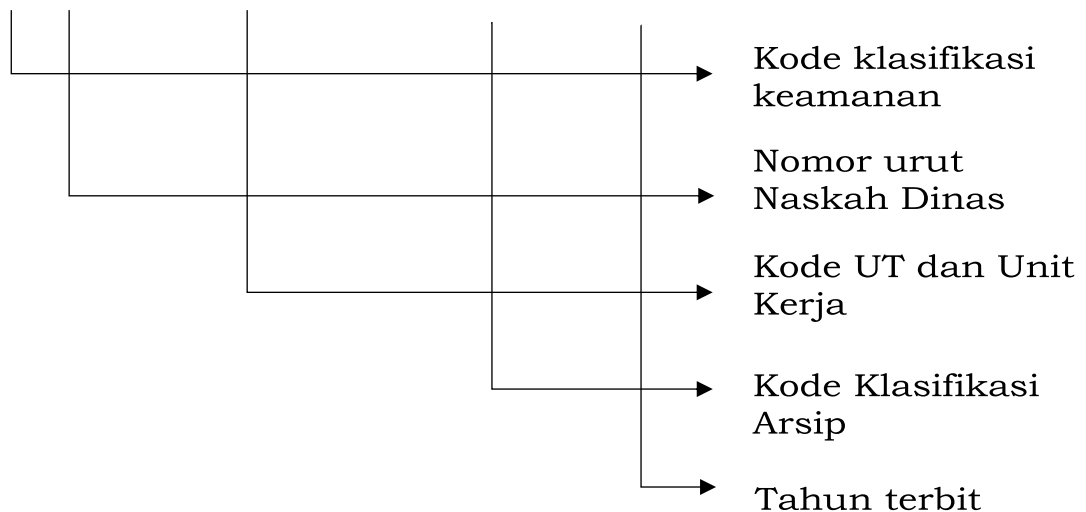 Kode klasifikasi
keamanan
Nomor urut
Naskah Dinas
Kode UT dan Unit
Kerja
Kode Klasifikasi
Arsip
Tahun terbit